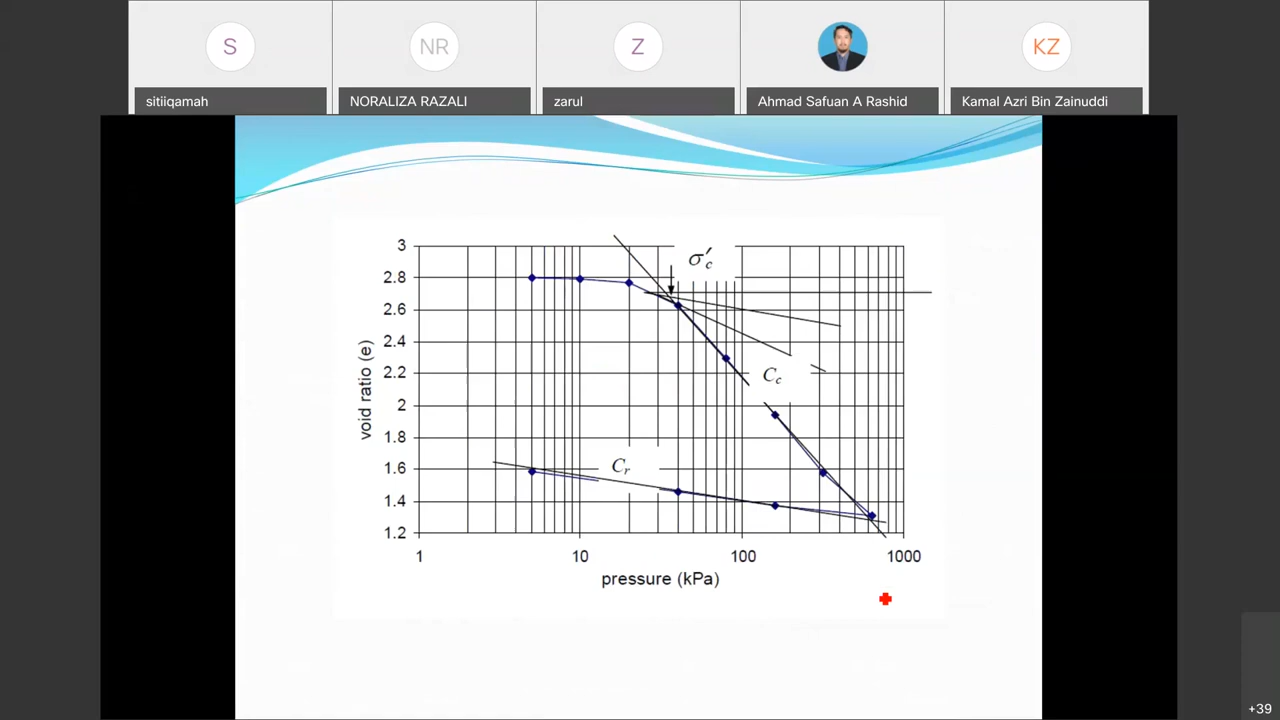 S
NR
Z
KZ
sitiiqamah
NORALIZA RAZALI
zarul
Ahmad Safuan A Rashid
Kamal Azri Bin Zainuddi
3
2.8
2.6
2.4
2.2
2
1.8
1.6
1.4
1.2
void ratio (e)
σ′c
Cc
Cr
1
10
100
1000
pressure (kPa)
+39